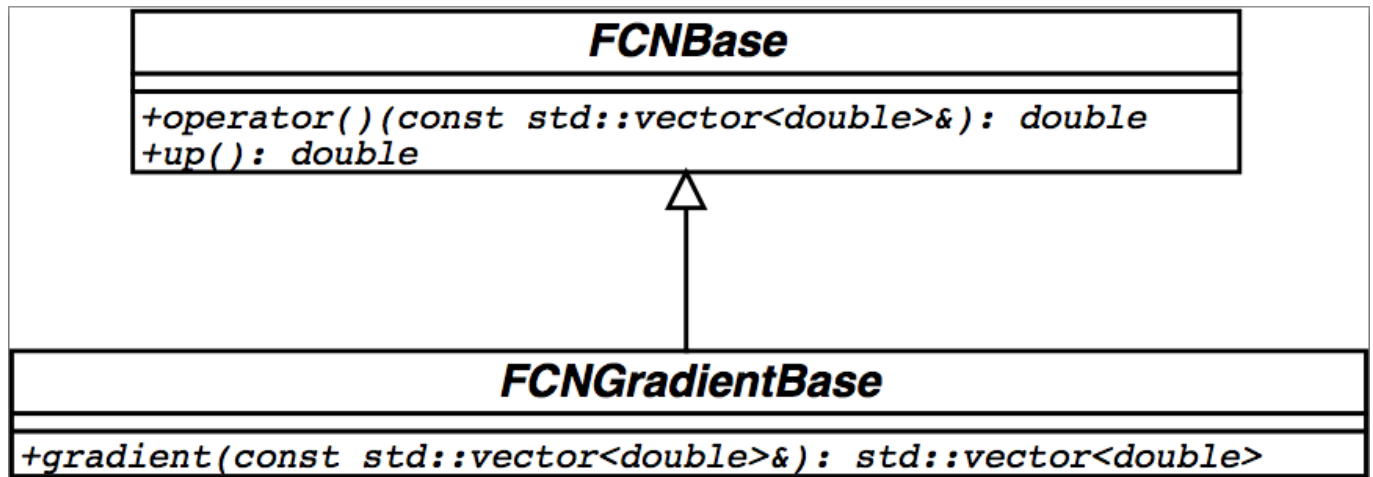 FCNBase
+operator()(const std::vector<double>&): double
+up(): double
FCNGradientBase
+gradient(const std::vector<double>&): std::vector<double>